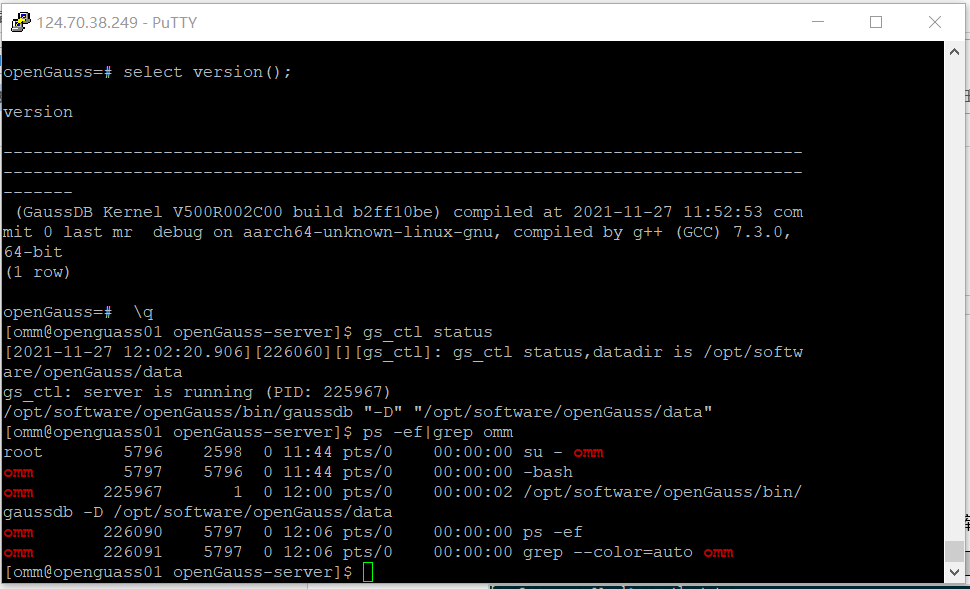 124.70.38.249 - PuTTY
openGauss=# select version();
version
--------------------------------------------------------------------------------
--------------------------------------------------------------------------------
-------
 (GaussDB Kernel V500R002C00 build b2ff10be) compiled at 2021-11-27 11:52:53 com
mit 0 last mr  debug on aarch64-unknown-linux-gnu, compiled by g++ (GCC) 7.3.0,
64-bit
(1 row)
openGauss=#  \q
[omm@openguass01 openGauss-server]$ gs_ctl status
[2021-11-27 12:02:20.906][226060][][gs_ctl]: gs_ctl status,datadir is /opt/softw
are/openGauss/data
gs_ctl: server is running (PID: 225967)
/opt/software/openGauss/bin/gaussdb "-D" "/opt/software/openGauss/data"
[omm@openguass01 openGauss-server]$ ps -ef|grep omm
root        5796    2598  0 11:44 pts/0    00:00:00 su - omm
omm         5797    5796  0 11:44 pts/0    00:00:00 -bash
omm       225967       1  0 12:00 pts/0    00:00:02 /opt/software/openGauss/bin/
gaussdb -D /opt/software/openGauss/data
omm       226090    5797  0 12:06 pts/0    00:00:00 ps -ef
omm       226091    5797  0 12:06 pts/0    00:00:00 grep --color=auto omm
[omm@openguass01 openGauss-server]$